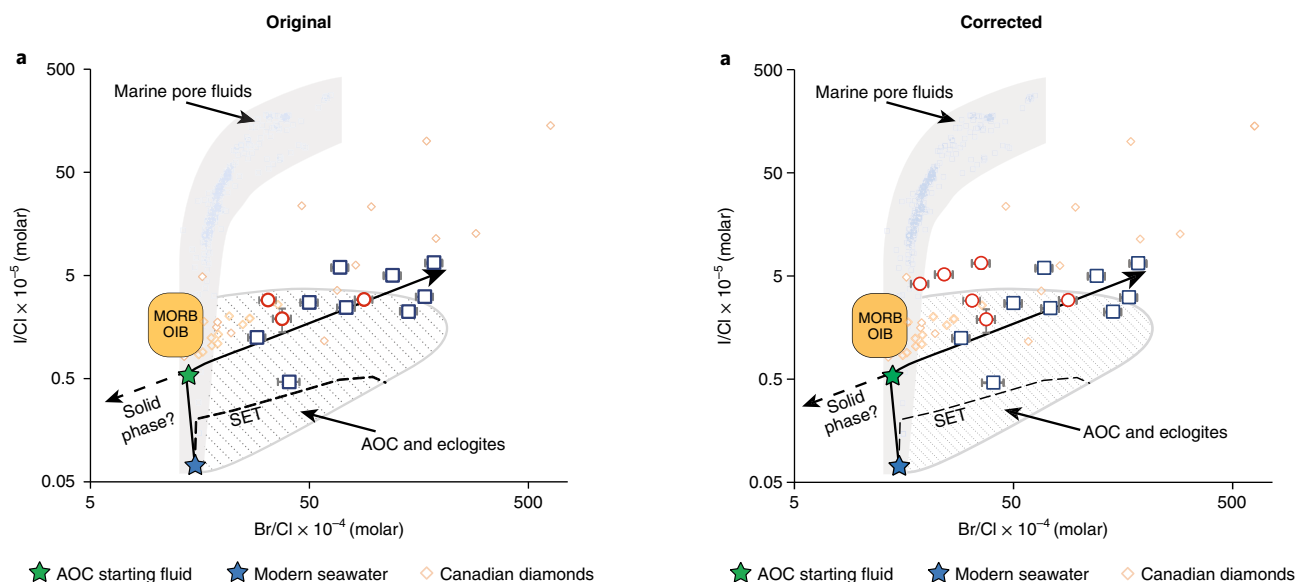 Original
a
500
50
5
0.5
0.05
I/Cl × 10⁻⁵ (molar)
Marine pore fluids
MORB
OIB
Solid
phase?
SET
AOC and eclogites
5
50
500
Br/Cl × 10⁻⁴ (molar)
AOC starting fluid
Modern seawater
Canadian diamonds
Corrected
a
500
50
5
0.5
0.05
I/Cl × 10⁻⁵ (molar)
Marine pore fluids
MORB
OIB
Solid
phase?
SET
AOC and eclogites
5
50
500
Br/Cl × 10⁻⁴ (molar)
AOC starting fluid
Modern seawater
Canadian diamonds